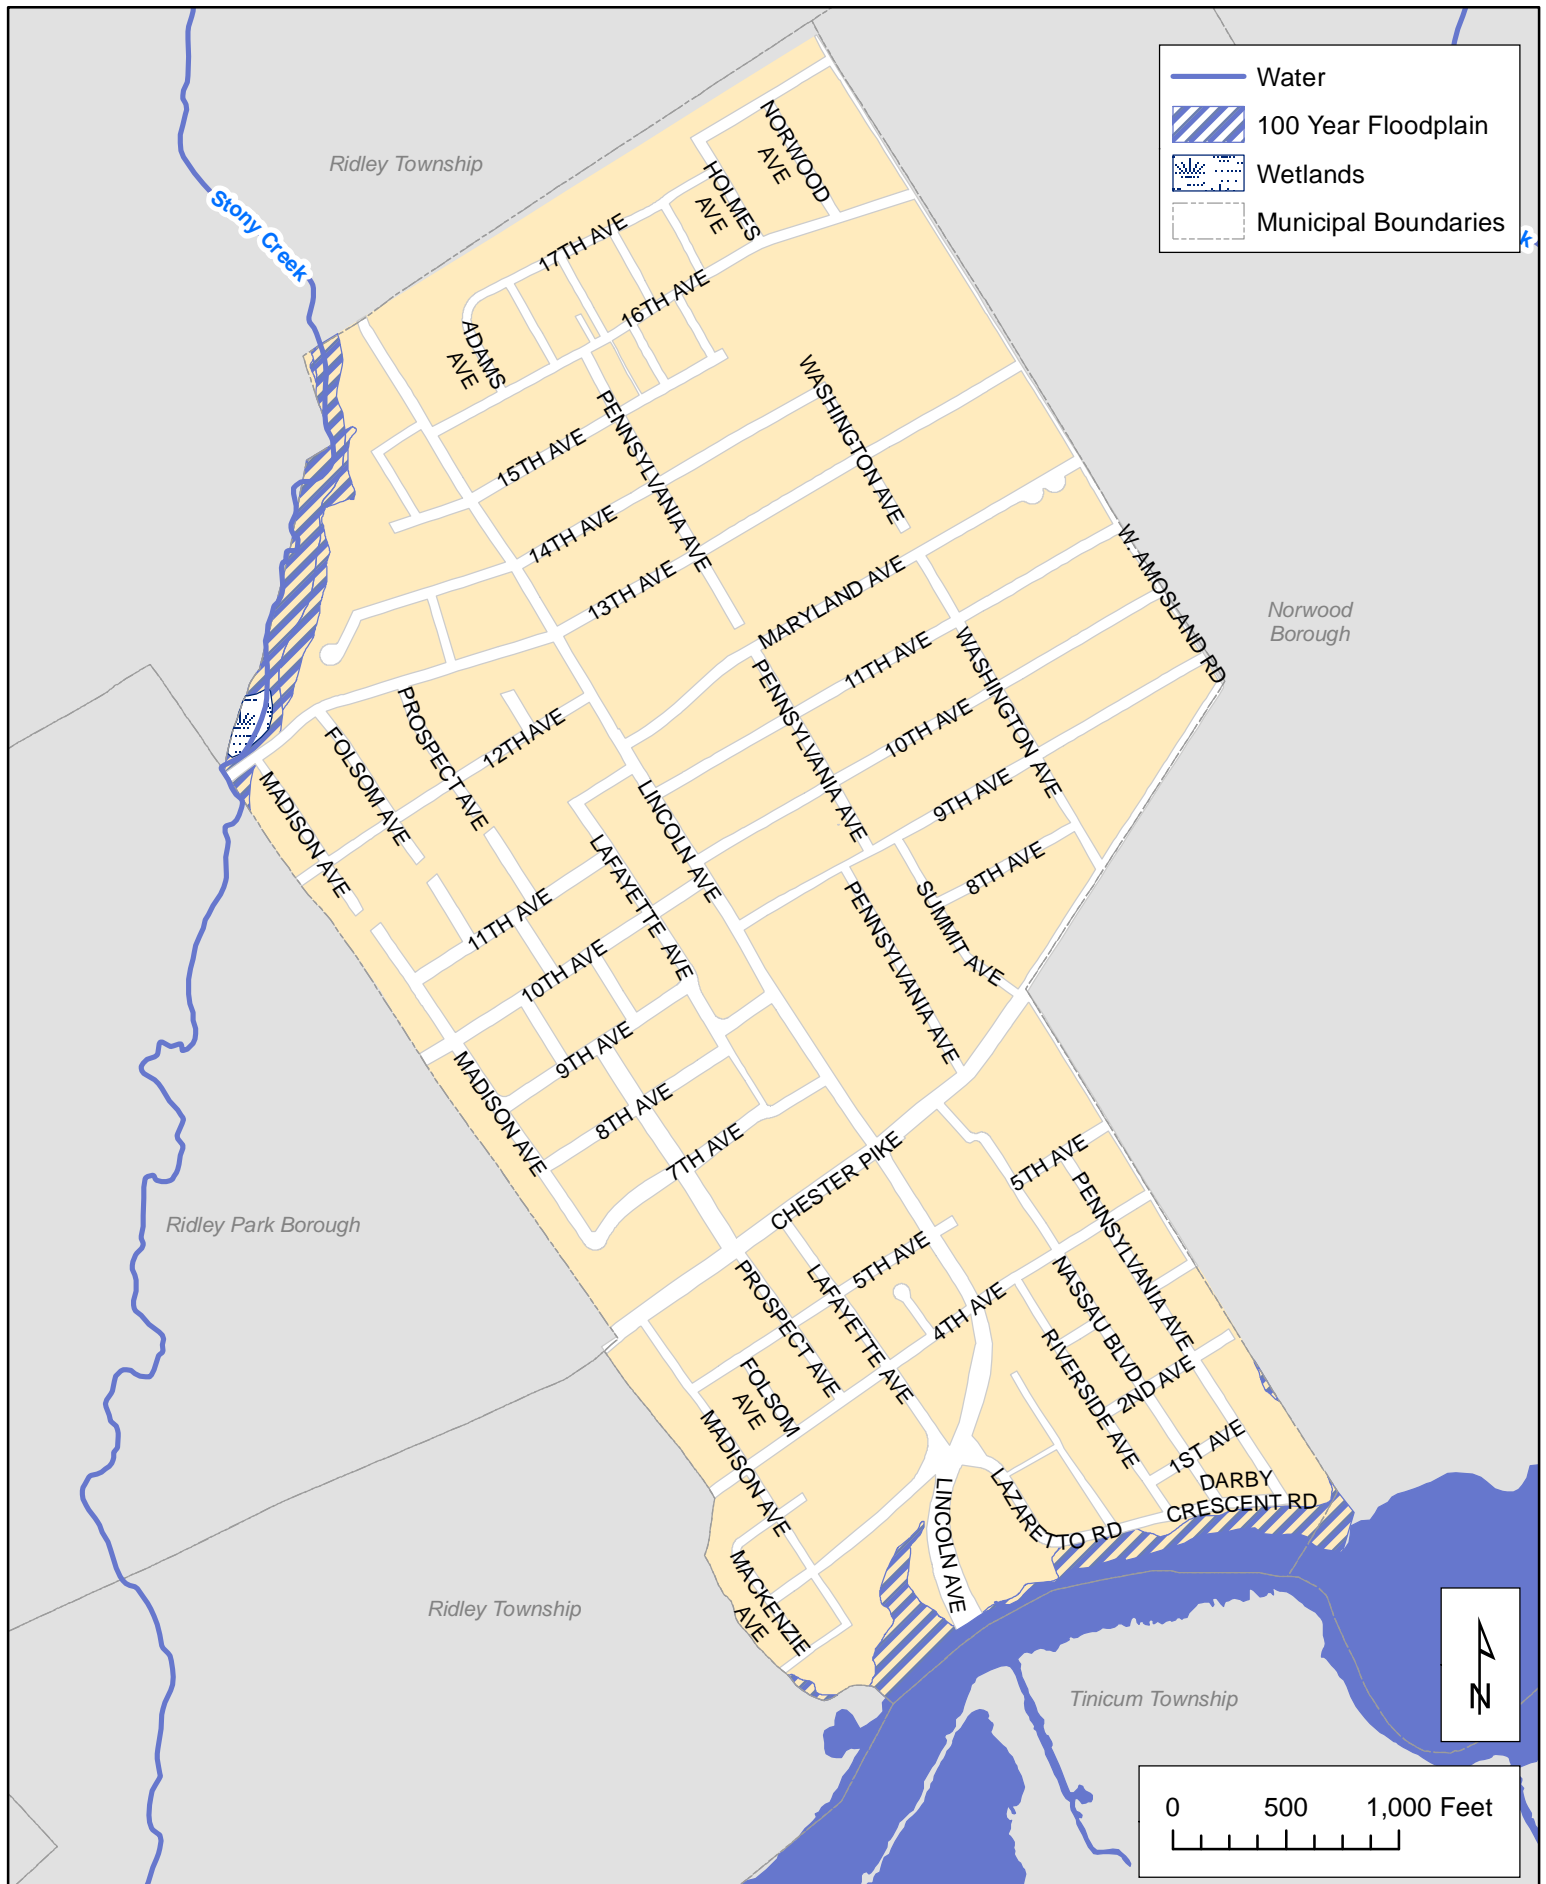 Water
100 Year Floodplain
Wetlands
Municipal Boundaries
k
Ridley Township
Stony Creek
NORWOOD
AVE
HOLMES
AVE
17TH AVE
16TH AVE
ADAMS
AVE
WASHINGTON AVE
PENNSYLVANIA AVE
15TH AVE
14TH AVE
13TH AVE
MARYLAND AVE
W. AMOSLAND RD
Norwood
Borough
11TH AVE
WASHINGTON AVE
PENNSYLVANIA AVE
10TH AVE
PROSPECT AVE
12TH AVE
FOLSOM AVE
MADISON AVE
LINCOLN AVE
9TH AVE
LAFAYETTE AVE
8TH AVE
SUMMIT AVE
PENNSYLVANIA AVE
11TH AVE
10TH AVE
9TH AVE
MADISON AVE
8TH AVE
7TH AVE
CHESTER PIKE
5TH AVE
PENNSYLVANIA AVE
Ridley Park Borough
5TH AVE
LAFAYETTE AVE
PROSPECT AVE
NASSAU BLVD
4TH AVE
RIVERSIDE AVE
2ND AVE
FOLSOM
AVE
MADISON AVE
1ST AVE
DARBY
CRESCENT RD
LAZARETTO RD
LINCOLN AVE
MACKENZIE
AVE
Ridley Township
Tinicum Township
N
0 500 1,000 Feet